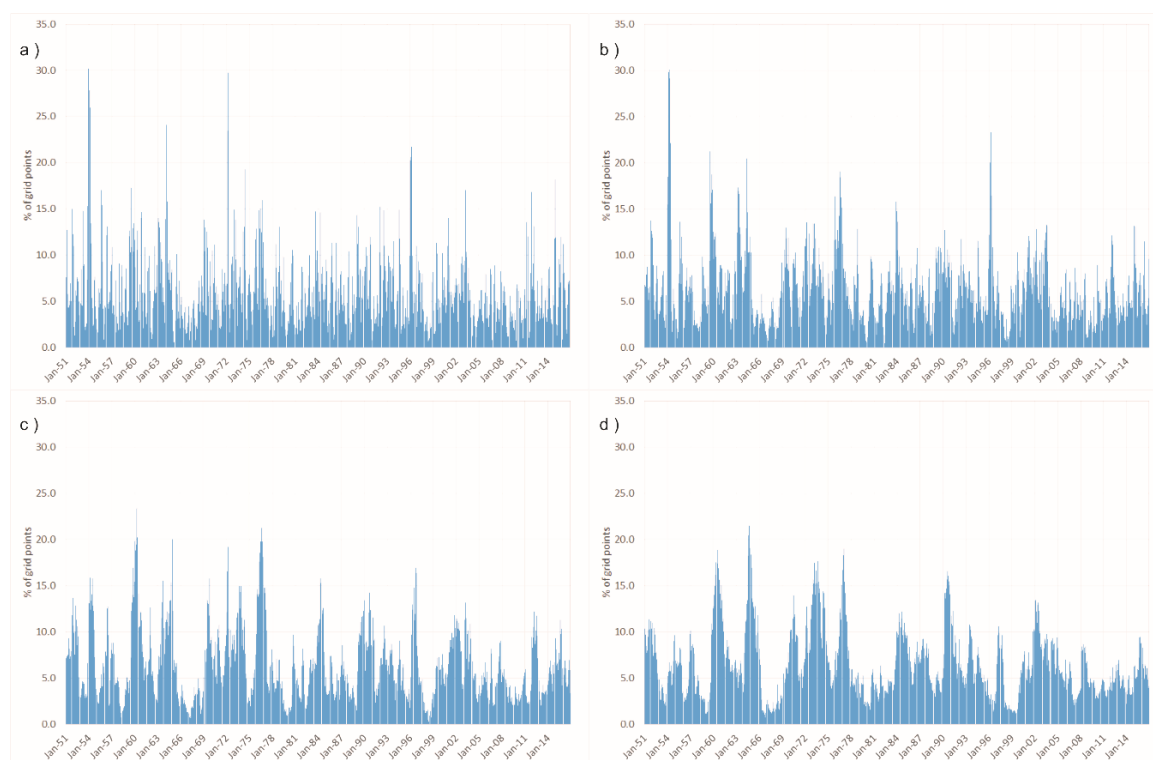 a )
35.0
30.0
25.0
20.0
15.0
10.0
5.0
0.0
% of grid points
Jan-51 Jan-54 Jan-57 Jan-60 Jan-63 Jan-66 Jan-69 Jan-72 Jan-75 Jan-78 Jan-81 Jan-84 Jan-87 Jan-90 Jan-93 Jan-96 Jan-99 Jan-02 Jan-05 Jan-08 Jan-11 Jan-14
b )
35.0
30.0
25.0
20.0
15.0
10.0
5.0
0.0
% of grid points
Jan-51 Jan-54 Jan-57 Jan-60 Jan-63 Jan-66 Jan-69 Jan-72 Jan-75 Jan-78 Jan-81 Jan-84 Jan-87 Jan-90 Jan-93 Jan-96 Jan-99 Jan-02 Jan-05 Jan-08 Jan-11 Jan-14
c )
35.0
30.0
25.0
20.0
15.0
10.0
5.0
0.0
% of grid points
Jan-51 Jan-54 Jan-57 Jan-60 Jan-63 Jan-66 Jan-69 Jan-72 Jan-75 Jan-78 Jan-81 Jan-84 Jan-87 Jan-90 Jan-93 Jan-96 Jan-99 Jan-02 Jan-05 Jan-08 Jan-11 Jan-14
d )
35.0
30.0
25.0
20.0
15.0
10.0
5.0
0.0
% of grid points
Jan-51 Jan-54 Jan-57 Jan-60 Jan-63 Jan-66 Jan-69 Jan-72 Jan-75 Jan-78 Jan-81 Jan-84 Jan-87 Jan-90 Jan-93 Jan-96 Jan-99 Jan-02 Jan-05 Jan-08 Jan-11 Jan-14